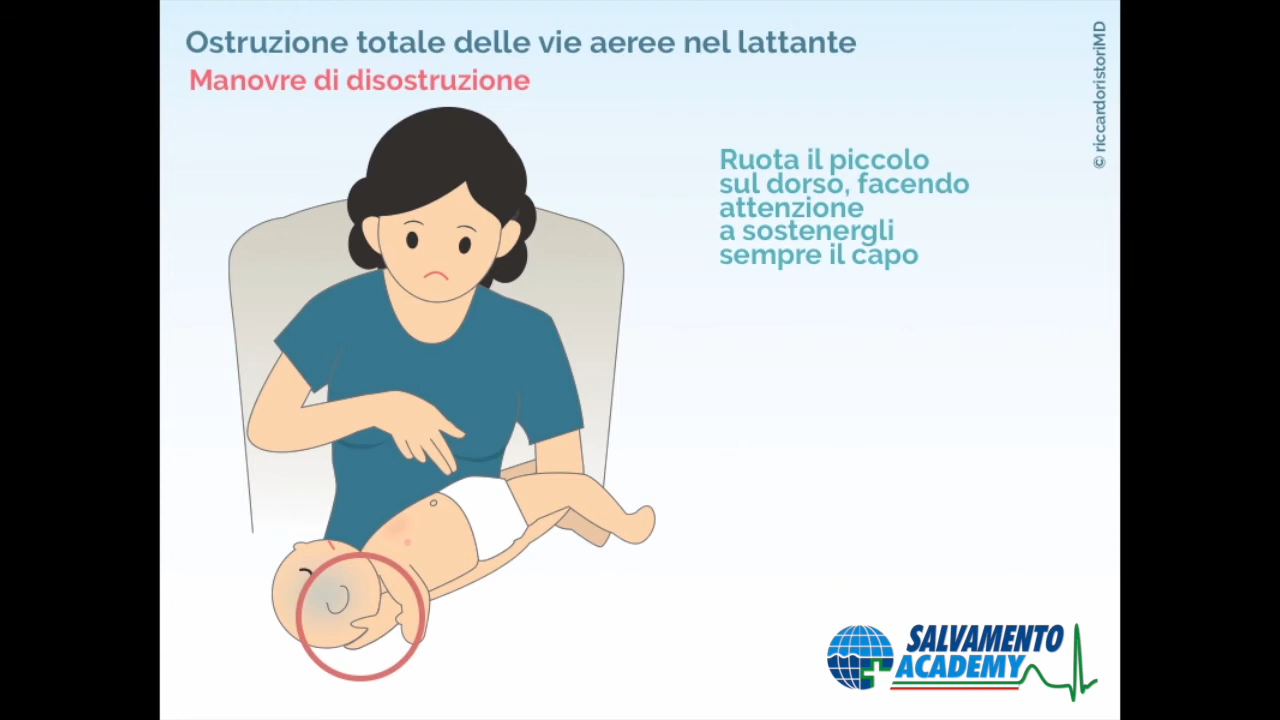 Ostruzione totale delle vie aeree nel lattante
Manovre di disostruzione
© riccardoristoriMD
Ruota il piccolo
sul dorso, facendo
attenzione
a sostenergli
sempre il capo
SALVAMENTO
ACADEMY